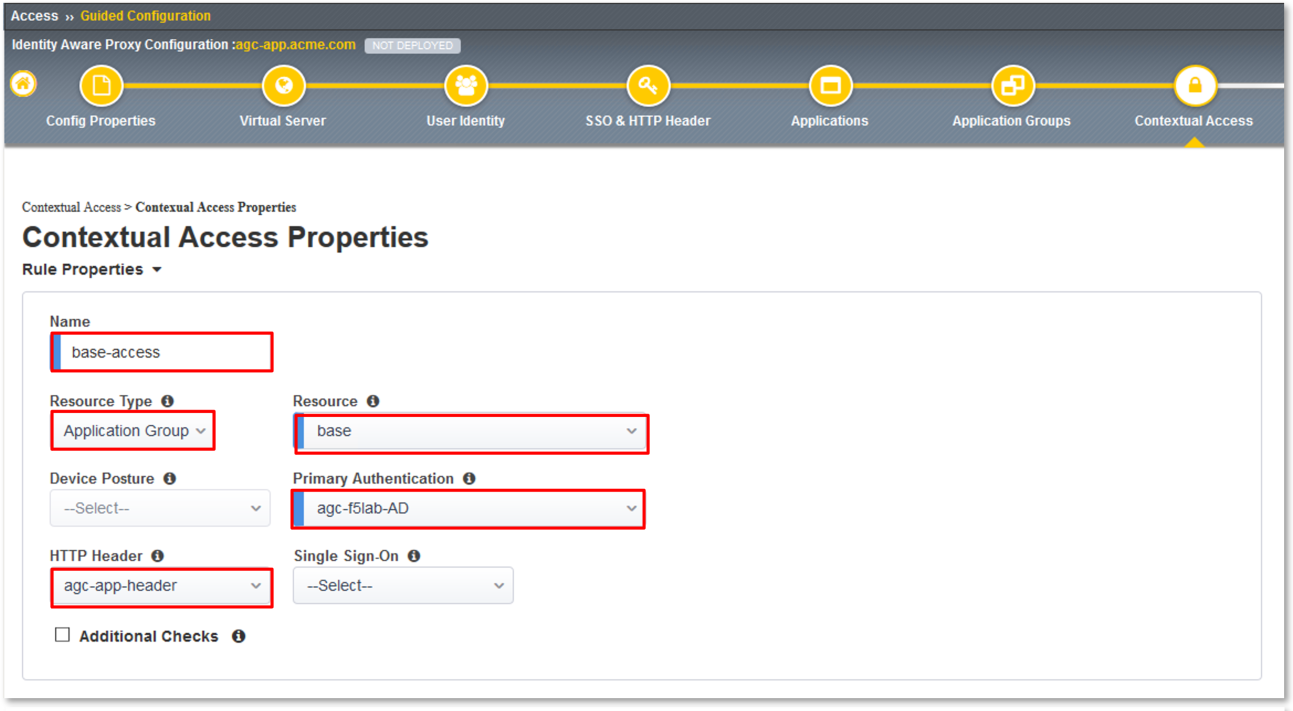 Access ›› Guided Configuration
Identity Aware Proxy Configuration :agc-app.acme.com NOT DEPLOYED
Config Properties Virtual Server User Identity SSO & HTTP Header Applications Application Groups Contextual Access
Contextual Access > Contexual Access Properties
Contextual Access Properties
Rule Properties
Name
base-access
Resource Type Resource
Application Group base
Device Posture Primary Authentication
--Select-- agc-f5lab-AD
HTTP Header Single Sign-On
agc-app-header --Select--
Additional Checks